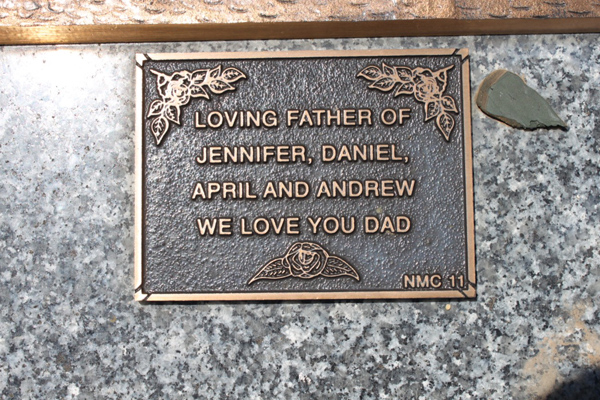 LOVING FATHER OF
JENNIFER, DANIEL,
APRIL AND ANDREW
WE LOVE YOU DAD
NMC 11